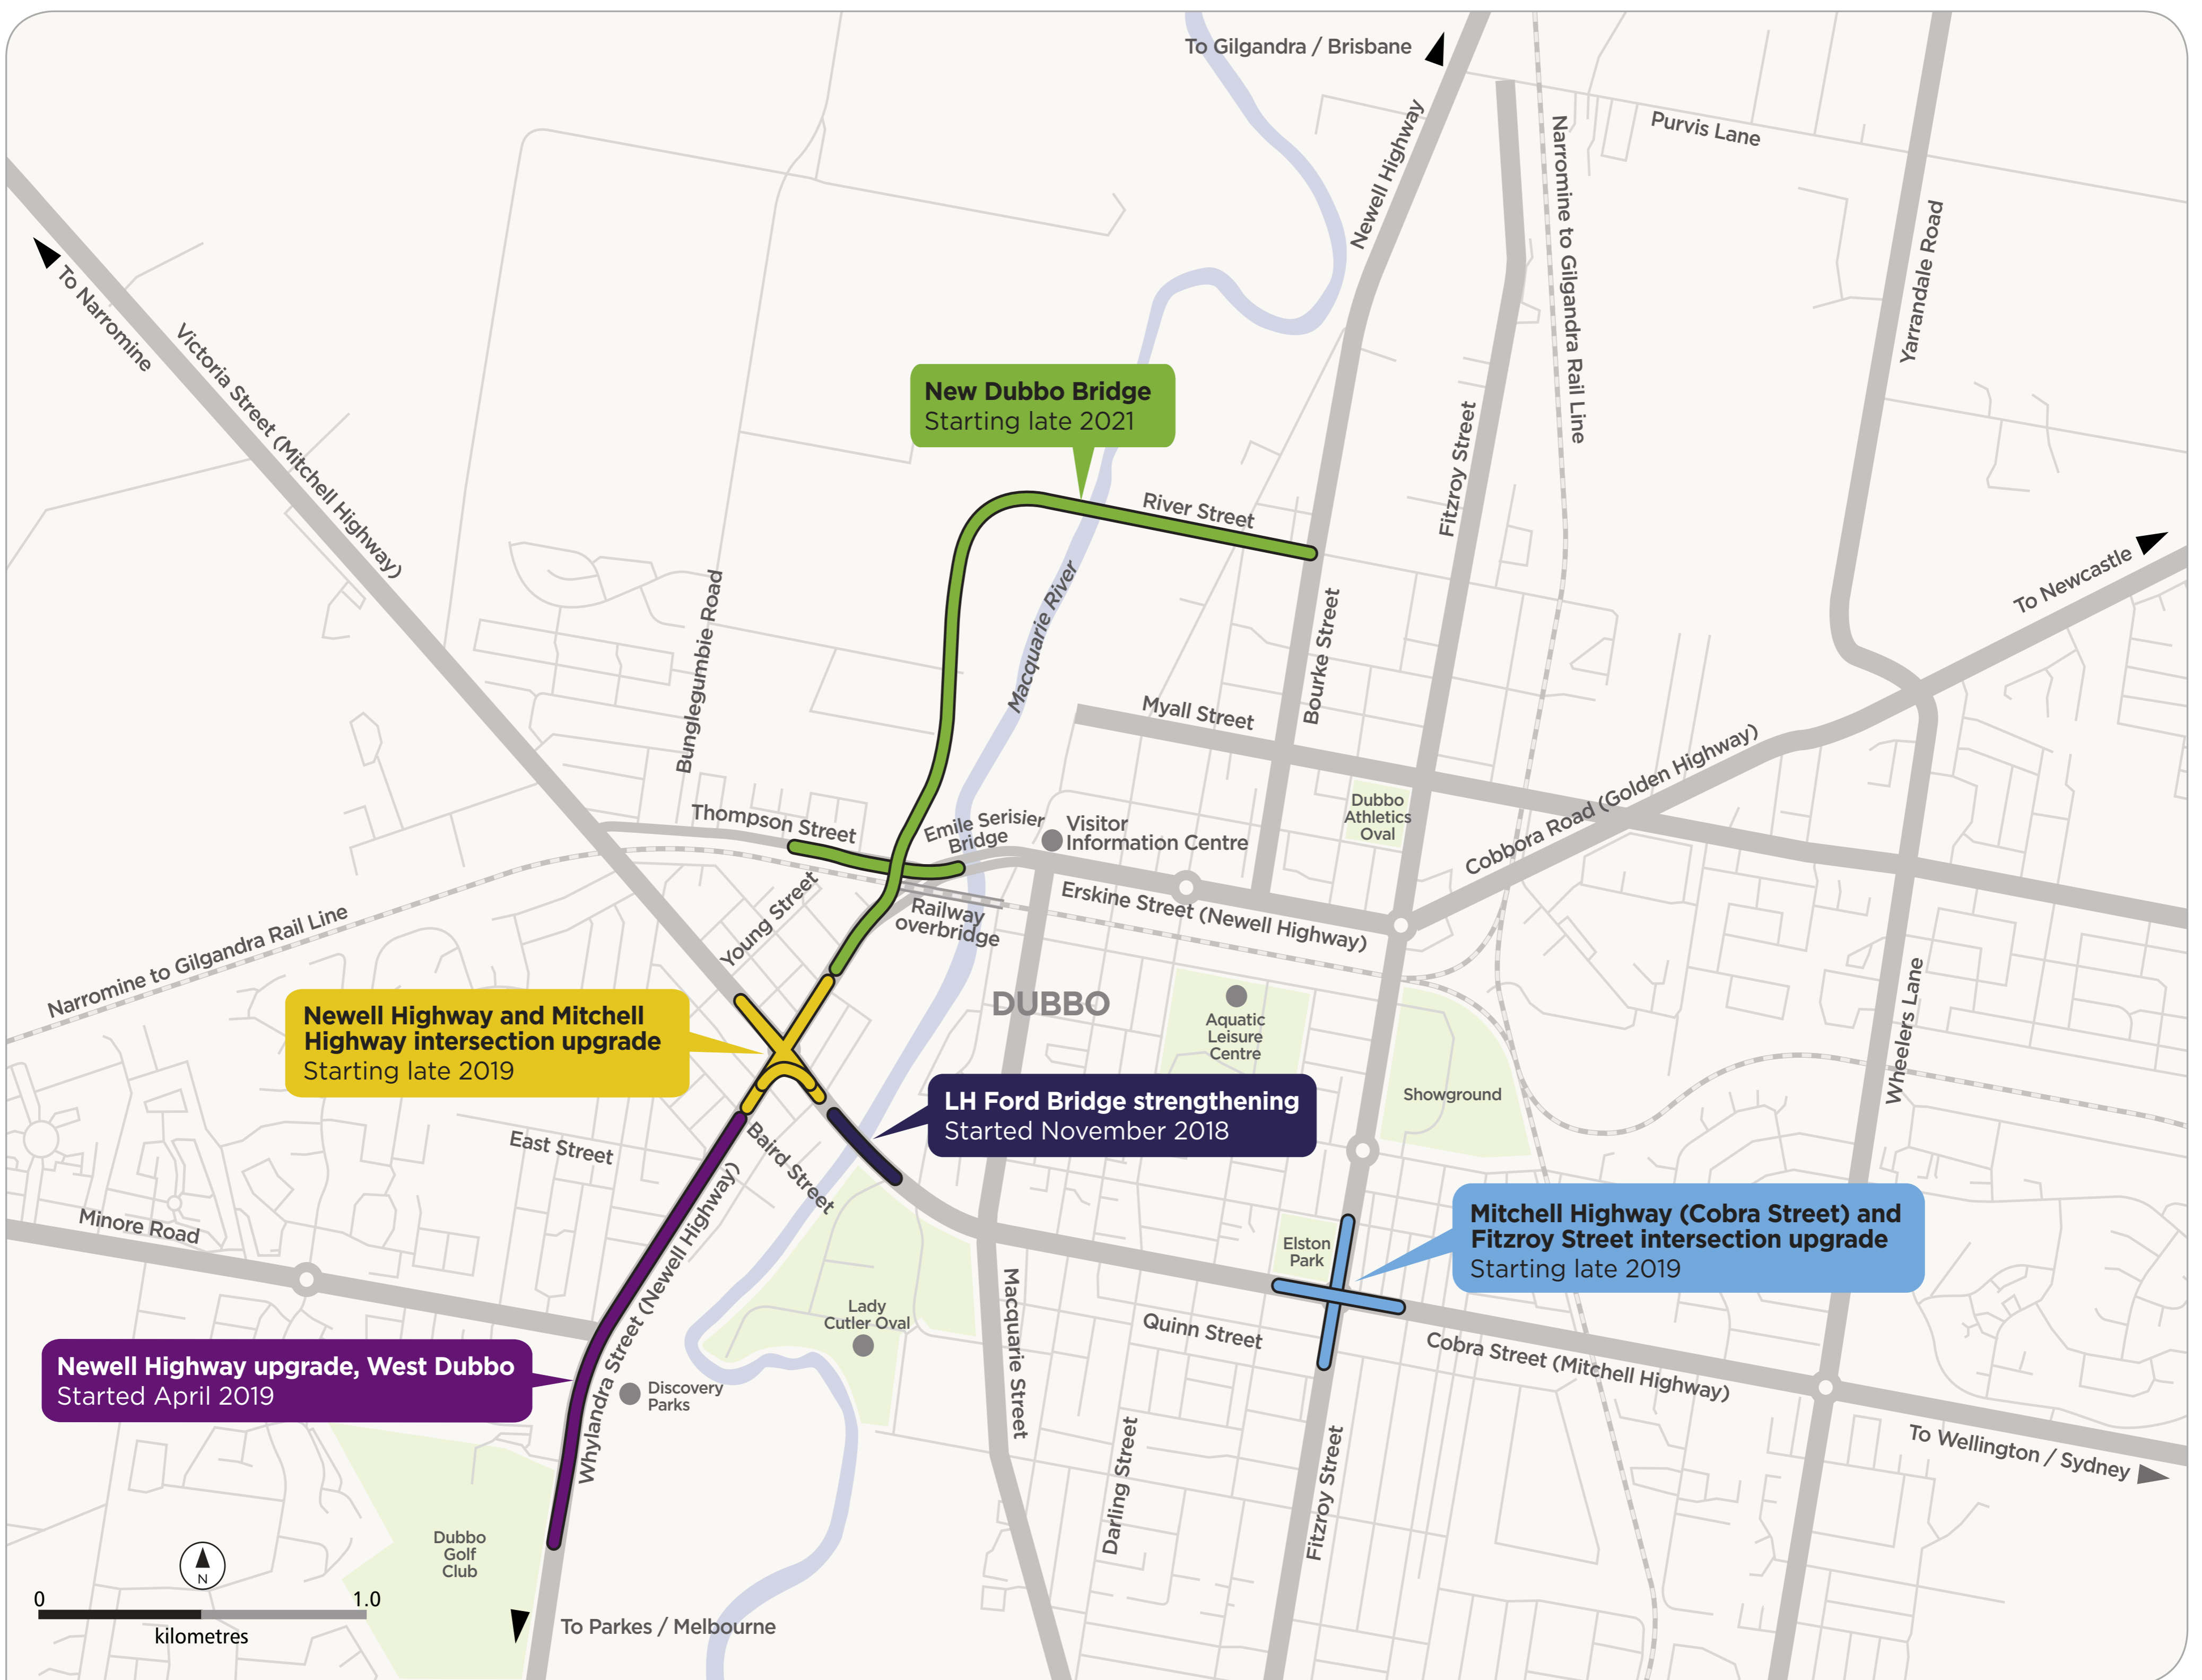 To Gilgandra / Brisbane
Newell Highway
Purvis Lane
Narromine to Gilgandra Rail Line
Yarrandale Road
To Narromine
Victoria Street (Mitchell Highway)
New Dubbo Bridge
Starting late 2021
River Street
Fitzroy Street
To Newcastle
Macquarie River
Bunglegumbie Road
Bourke Street
Myall Street
Cobbora Road (Golden Highway)
Dubbo
Athletics
Oval
Thompson Street
Emile Serisier
Bridge
Visitor
Information Centre
Erskine Street (Newell Highway)
Young Street
Railway
overbridge
Narromine to Gilgandra Rail Line
DUBBO
Aquatic
Leisure
Centre
Wheelers Lane
Newell Highway and Mitchell
Highway intersection upgrade
Starting late 2019
LH Ford Bridge strengthening
Started November 2018
Showground
East Street
Baird Street
Minore Road
Whylandra Street (Newell Highway)
Elston
Park
Mitchell Highway (Cobra Street) and
Fitzroy Street intersection upgrade
Starting late 2019
Lady
Cutler Oval
Macquarie Street
Quinn Street
Cobra Street (Mitchell Highway)
Newell Highway upgrade, West Dubbo
Started April 2019
Discovery
Parks
Darling Street
Fitzroy Street
To Wellington / Sydney
Dubbo
Golf
Club
N
0 1.0
kilometres
To Parkes / Melbourne